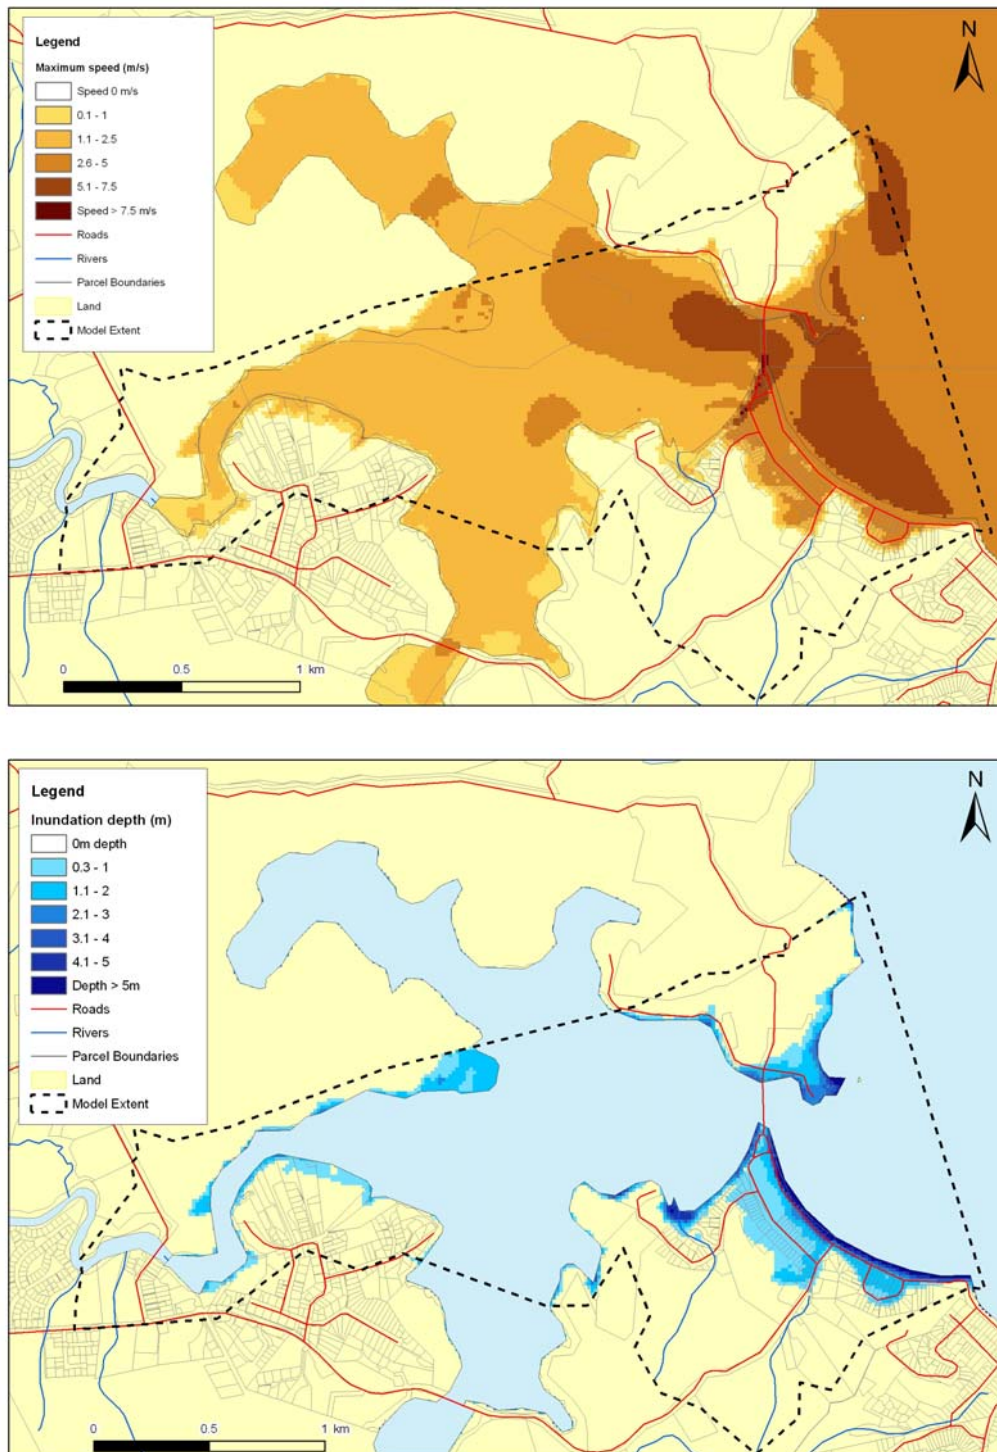 Legend
Maximum speed (m/s)
Speed 0 m/s
0.1 - 1
1.1 - 2.5
2.6 - 5
5.1 - 7.5
Speed > 7.5 m/s
Roads
Rivers
Parcel Boundaries
Land
Model Extent
N
0 0.5 1 km
Legend
Inundation depth (m)
0m depth
0.3 - 1
1.1 - 2
2.1 - 3
3.1 - 4
4.1 - 5
Depth > 5m
Roads
Rivers
Parcel Boundaries
Land
Model Extent
N
0 0.5 1 km